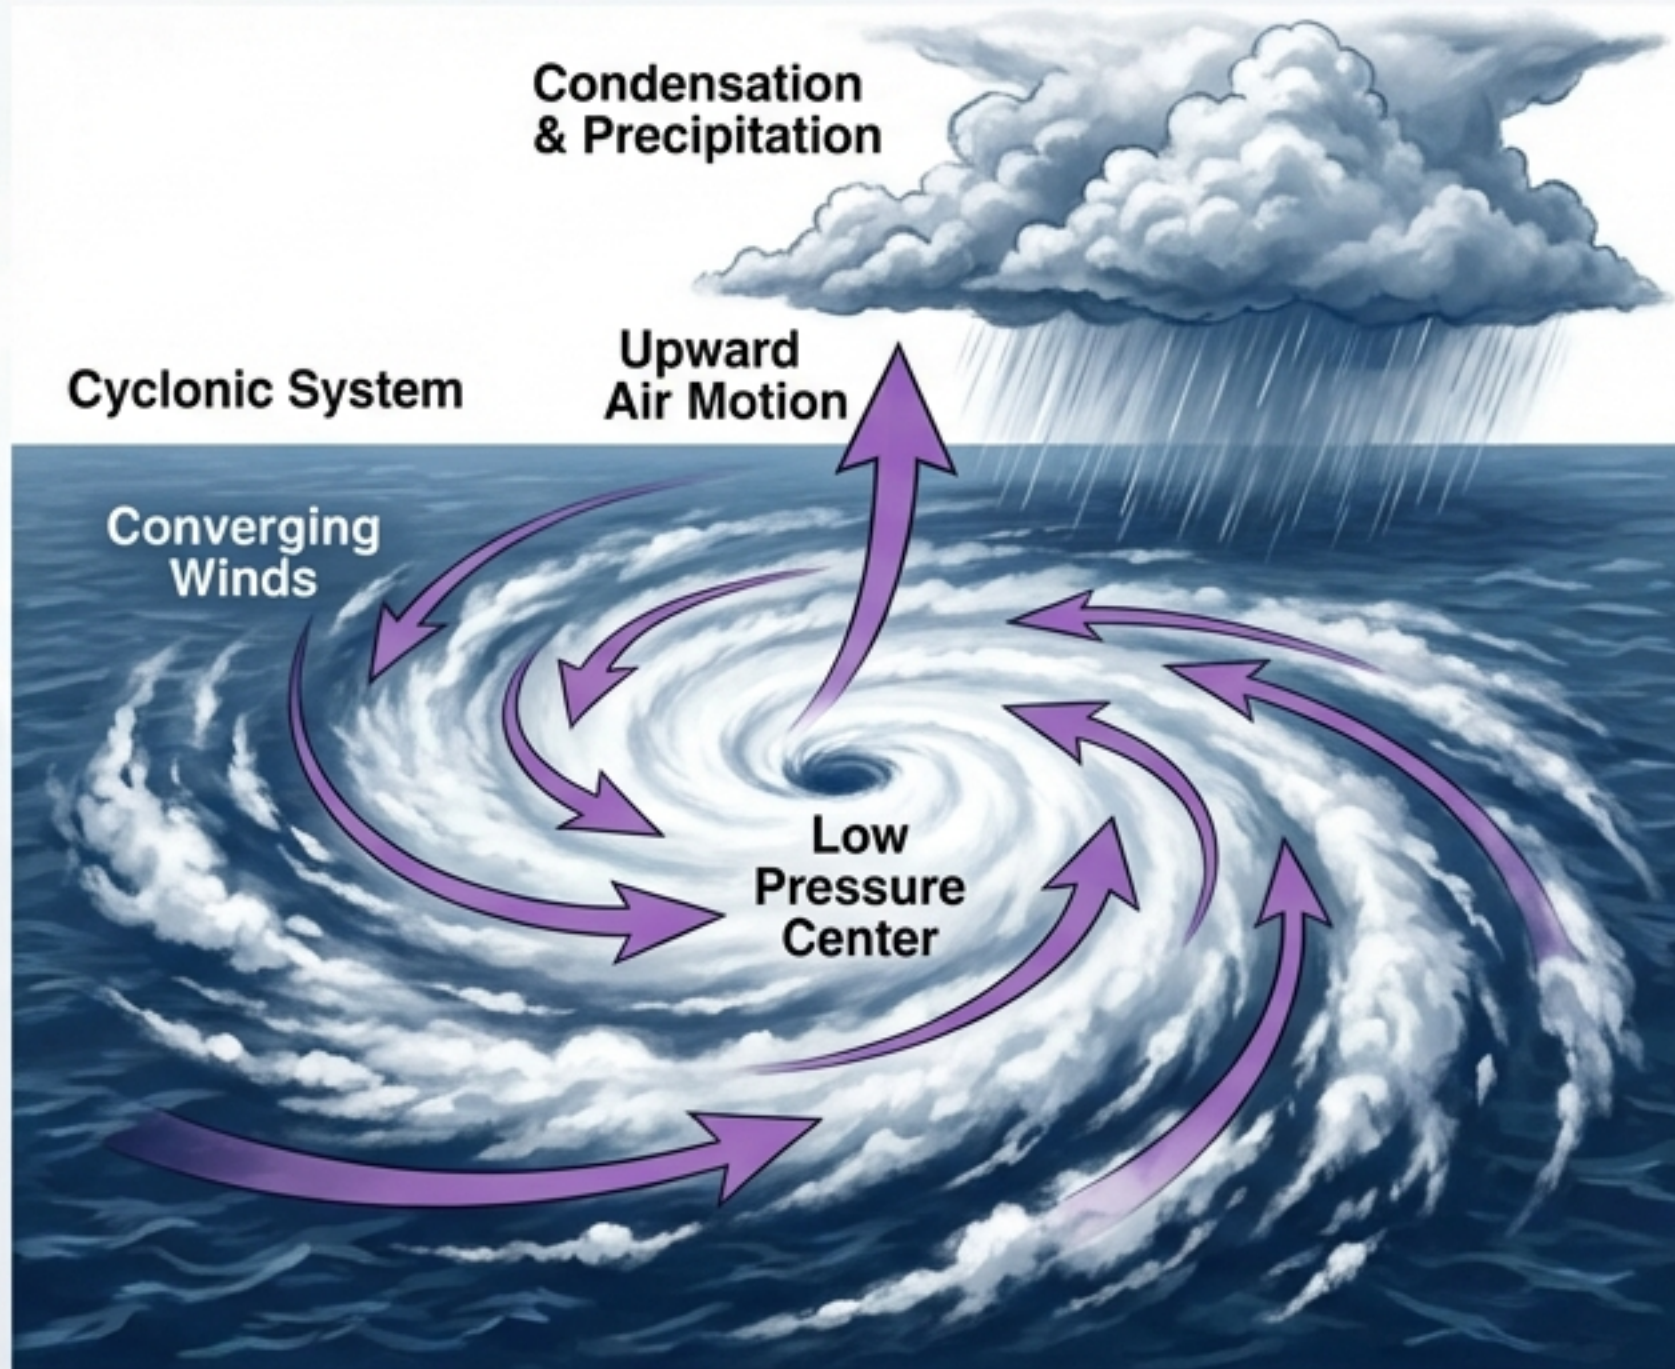 Condensation
& Precipitation
Upward
Air Motion
Cyclonic System
Converging
Winds
Low
Pressure
Center